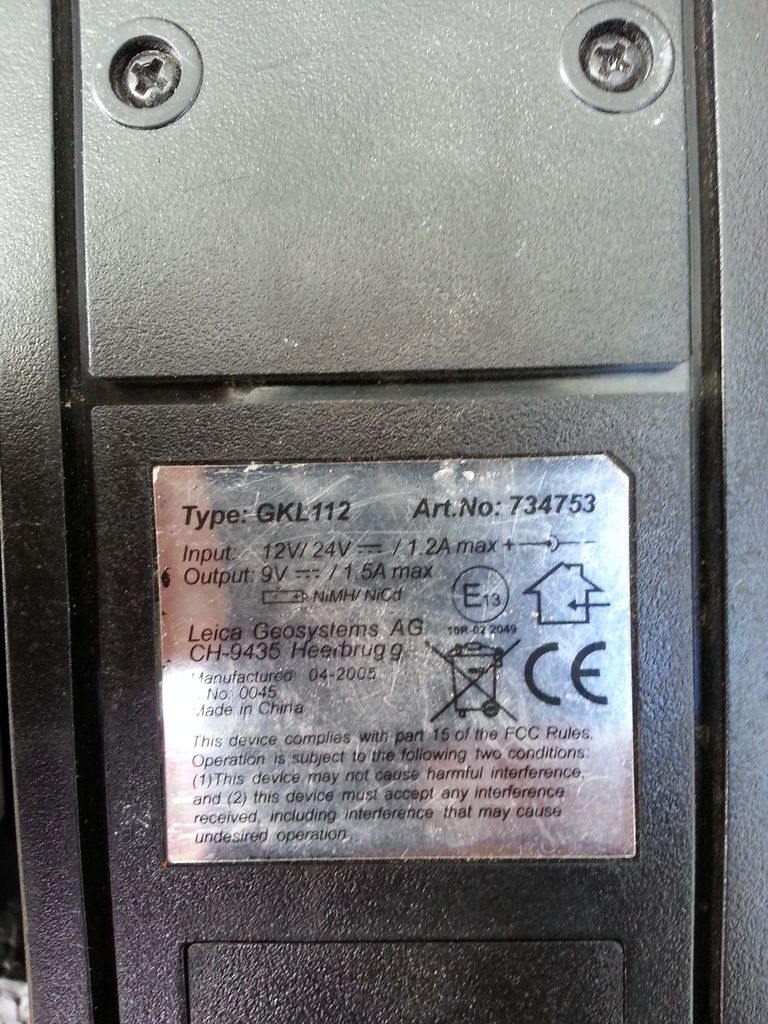 Type: GKL112 Art.No: 734753
Input: 12V/ 24V / 1.2A max +
Output: 9V / 1.5A max
NiMH/ NiCd
E13
10R-02 2049
Leica Geosystems AG
CH-9435 Heerbrugg
CE
Manufactured 04-2005
No 0045
Made in China
This device complies with part 15 of the FCC Rules.
Operation is subject to the following two conditions:
(1)This device may not cause harmful interference,
and (2) this device must accept any interference
received, including interference that may cause
undesired operation.